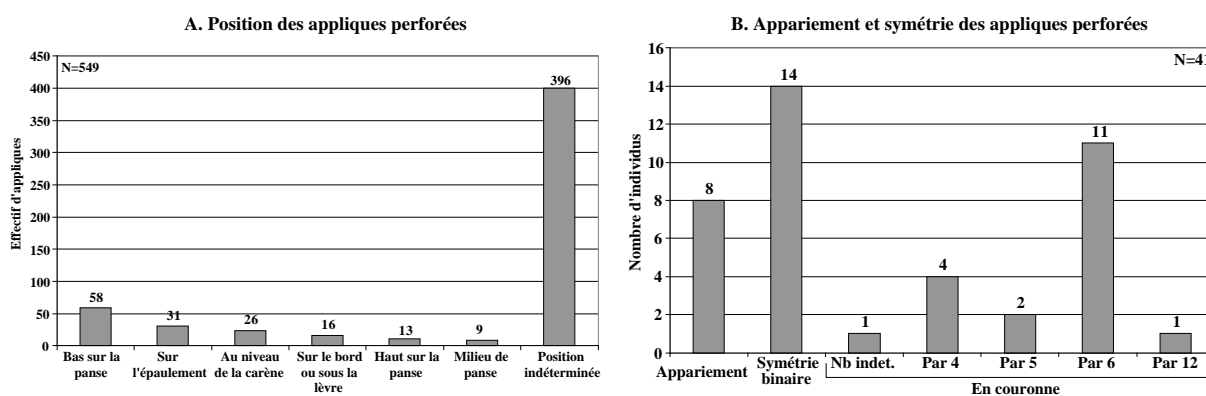 A. Position des appliques perforées
N=549
Effectif d'appliques
450
400
350
300
250
200
150
100
50
0
58
31
26
16
13
9
396
Bas sur la
panse
Sur
l'épaulement
Au niveau
de la carène
Sur le bord
ou sous la
lèvre
Haut sur la
panse
Milieu de
panse
Position
indéterminée
B. Appariement et symétrie des appliques perforées
N=41
Nombre d'individus
16
14
12
10
8
6
4
2
0
8
14
1
4
2
11
1
Appariement
Symétrie
binaire
Nb indet.
Par 4
Par 5
Par 6
Par 12
En couronne